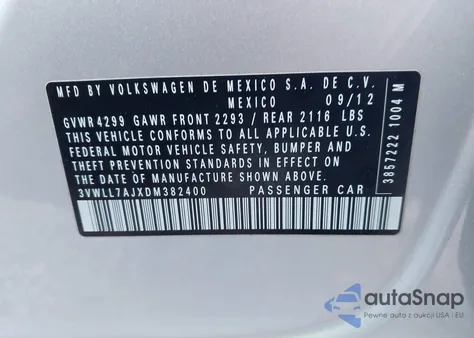 MFD BY VOLKSWAGEN DE MEXICO S.A. DE C.V.
MEXICO 09/12
GVWR 4299 GAWR FRONT 2293 / REAR 2116 LBS
THIS VEHICLE CONFORMS TO ALL APPLICABLE U.S.
FEDERAL MOTOR VEHICLE SAFETY, BUMPER AND
THEFT PREVENTION STANDARDS IN EFFECT ON
THE DATE OF MANUFACTURE SHOWN ABOVE
3VWLL7AJXDM382400 PASSENGER CAR
3857222 1004 M
autoSnap
Pewne auta z okazji z USA i EU